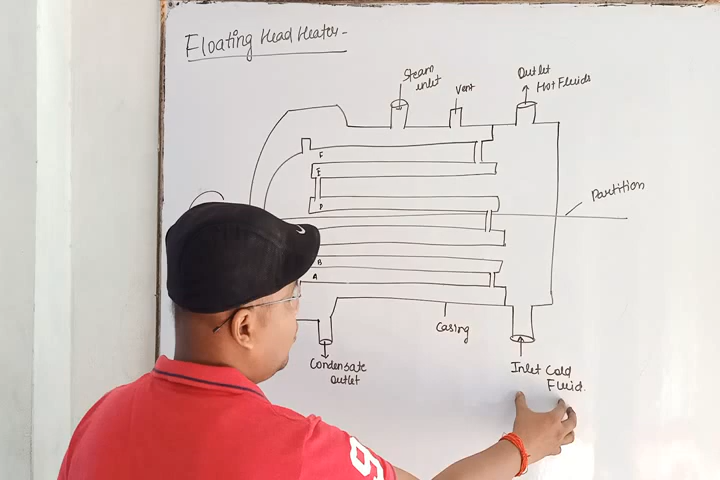 Floating Head Heater-
Steam
inlet
Vent
Outlet
Hot Fluids
F
E
D
Partition
B
A
Casing
Condensate
Outlet
Inlet Cold
Fluid.
9